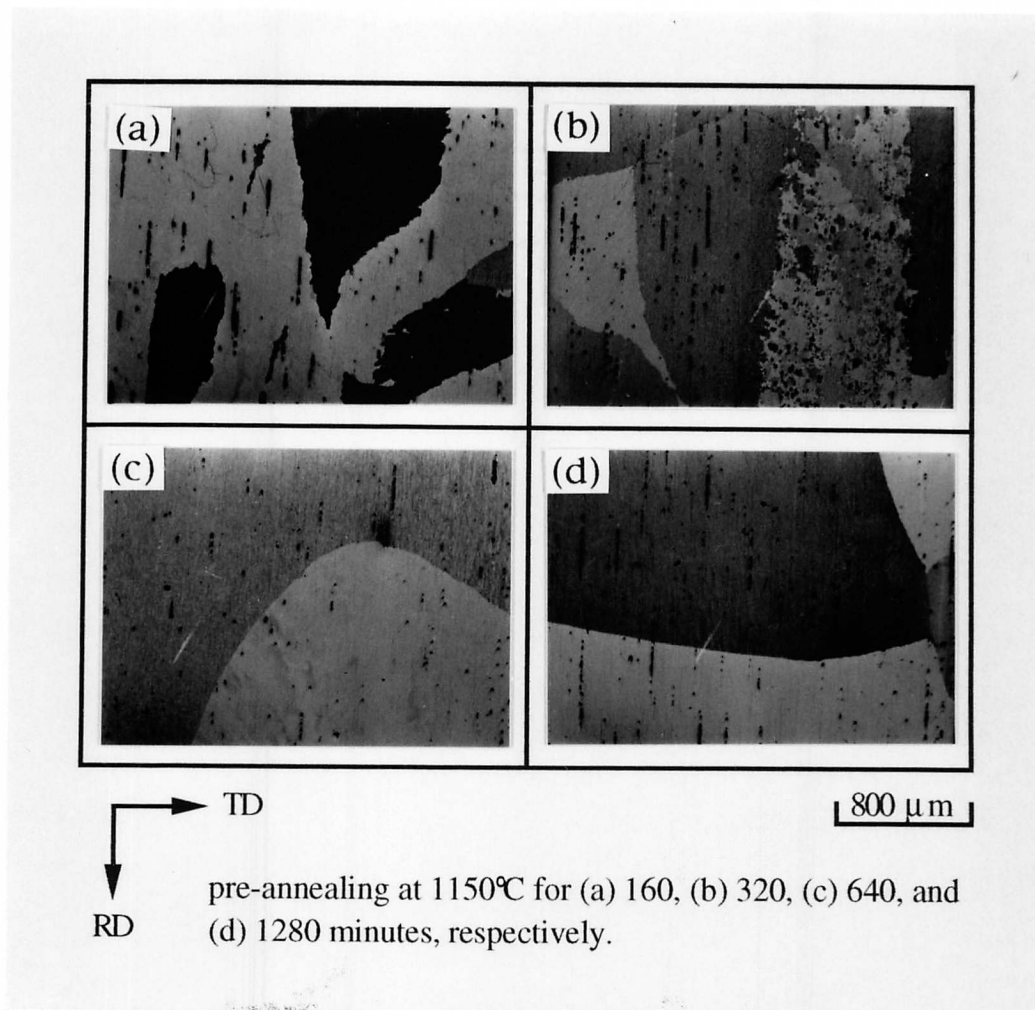 (a)
(b)
(c)
(d)
TD
800 μm
RD
pre-annealing at 1150℃ for (a) 160, (b) 320, (c) 640, and
(d) 1280 minutes, respectively.